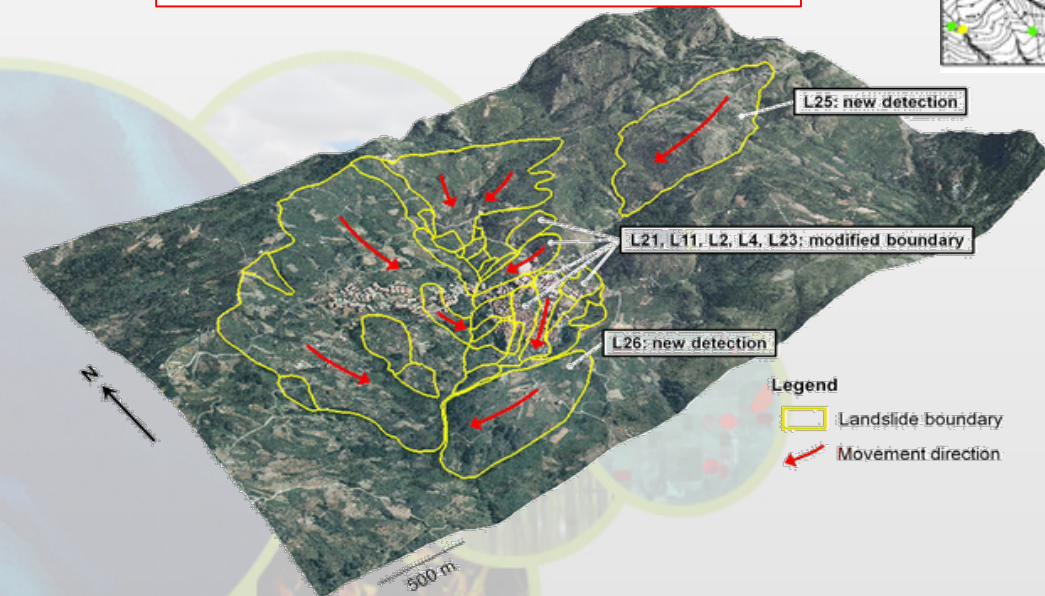 L25: new detection
L21, L11, L2, L4, L23: modified boundary
L26: new detection
N
Legend
Landslide boundary
Movement direction
500 m